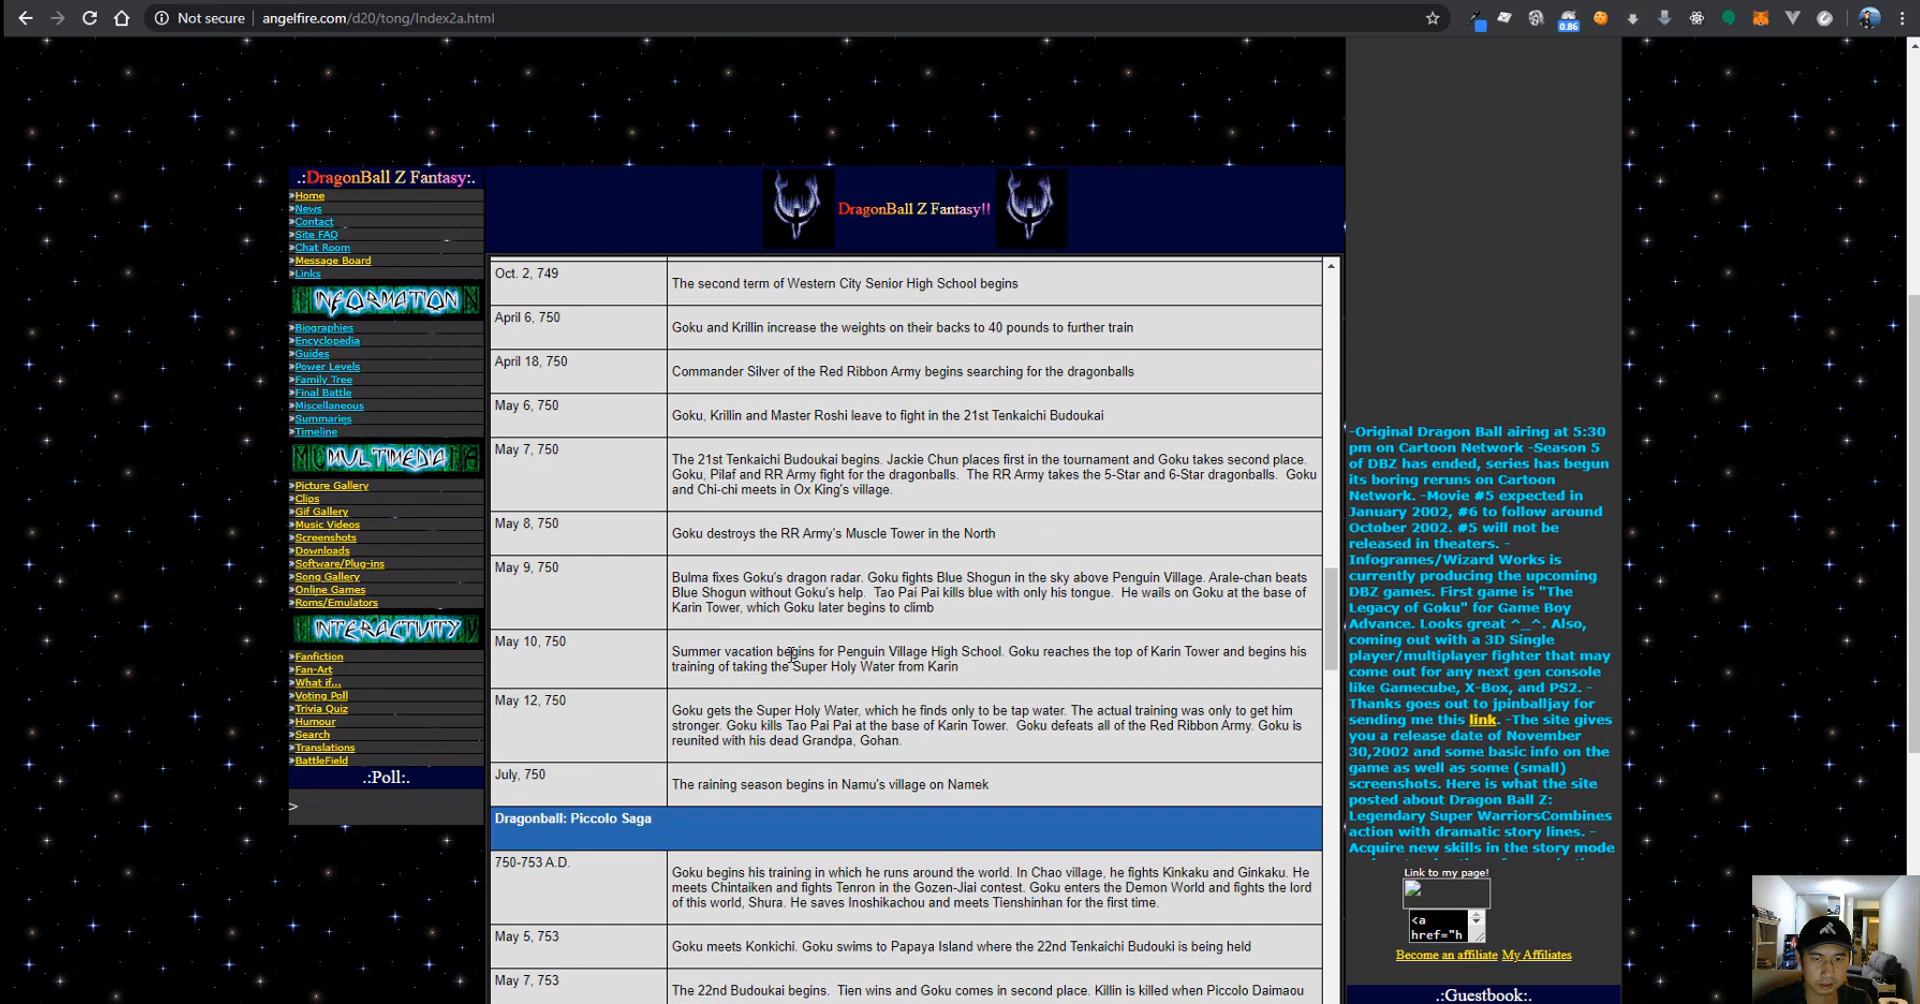 Not secure
angelfire.com/d20/tong/Index2a.html
0.86
.:DragonBall Z Fantasy:.
»Home
»News
»Contact
»Site FAQ
»Chat Room
»Message Board
»Links
INFORMATION
»Biographies
»Encyclopedia
»Guides
»Power Levels
»Family Tree
»Final Battle
»Miscellaneous
»Summaries
»Timeline
MULTIMEDIA
»Picture Gallery
»Clips
»Gif Gallery
»Music Videos
»Screenshots
»Downloads
»Software/Plug-ins
»Song Gallery
»Online Games
»Roms/Emulators
INTERACTIVITY
»Fanfiction
»Fan-Art
»What if...
»Voting Poll
»Trivia Quiz
»Humour
»Search
»Translations
»BattleField
.:Poll:.
>
DragonBall Z Fantasy!!
Oct. 2, 749
The second term of Western City Senior High School begins
April 6, 750
Goku and Krillin increase the weights on their backs to 40 pounds to further train
April 18, 750
Commander Silver of the Red Ribbon Army begins searching for the dragonballs
May 6, 750
Goku, Krillin and Master Roshi leave to fight in the 21st Tenkaichi Budoukai
May 7, 750
The 21st Tenkaichi Budoukai begins. Jackie Chun places first in the tournament and Goku takes second place.
Goku, Pilaf and RR Army fight for the dragonballs. The RR Army takes the 5-Star and 6-Star dragonballs. Goku
and Chi-chi meets in Ox King's village.
May 8, 750
Goku destroys the RR Army's Muscle Tower in the North
May 9, 750
Bulma fixes Goku's dragon radar. Goku fights Blue Shogun in the sky above Penguin Village. Arale-chan beats
Blue Shogun without Goku's help. Tao Pai Pai kills blue with only his tongue. He wails on Goku at the base of
Karin Tower, which Goku later begins to climb
May 10, 750
Summer vacation begins for Penguin Village High School. Goku reaches the top of Karin Tower and begins his
training of taking the Super Holy Water from Karin
May 12, 750
Goku gets the Super Holy Water, which he finds only to be tap water. The actual training was only to get him
stronger. Goku kills Tao Pai Pai at the base of Karin Tower. Goku defeats all of the Red Ribbon Army. Goku is
reunited with his dead Grandpa, Gohan.
July, 750
The raining season begins in Namu's village on Namek
Dragonball: Piccolo Saga
750-753 A.D.
Goku begins his training in which he runs around the world. In Chao village, he fights Kinkaku and Ginkaku. He
meets Chintaiken and fights Tenron in the Gozen-Jiai contest. Goku enters the Demon World and fights the lord
of this world, Shura. He saves Inoshikachou and meets Tienshinhan for the first time.
May 5, 753
Goku meets Konkichi. Goku swims to Papaya Island where the 22nd Tenkaichi Budouki is being held
May 7, 753
The 22nd Budoukai begins. Tien wins and Goku comes in second place. Killin is killed when Piccolo Daimaou
-Original Dragon Ball airing at 5:30
pm on Cartoon Network -Season 5
of DBZ has ended, series has begun
its boring reruns on Cartoon
Network. -Movie #5 expected in
January 2002, #6 to follow around
October 2002. #5 will not be
released in theaters. -
Infogrames/Wizard Works is
currently producing the upcoming
DBZ games. First game is "The
Legacy of Goku" for Game Boy
Advance. Looks great ^_^. Also,
coming out with a 3D Single
player/multiplayer fighter that may
come out for any next gen console
like Gamecube, X-Box, and PS2. -
Thanks goes out to jpinballjay for
sending me this link. -The site gives
you a release date of November
30,2002 and some basic info on the
game as well as some (small)
screenshots. Here is what the site
posted about Dragon Ball Z:
Legendary Super WarriorsCombines
action with dramatic story lines. -
Acquire new skills in the story mode
Link to my page!
<a
href="h
Become an affiliate My Affiliates
.:Guestbook:.